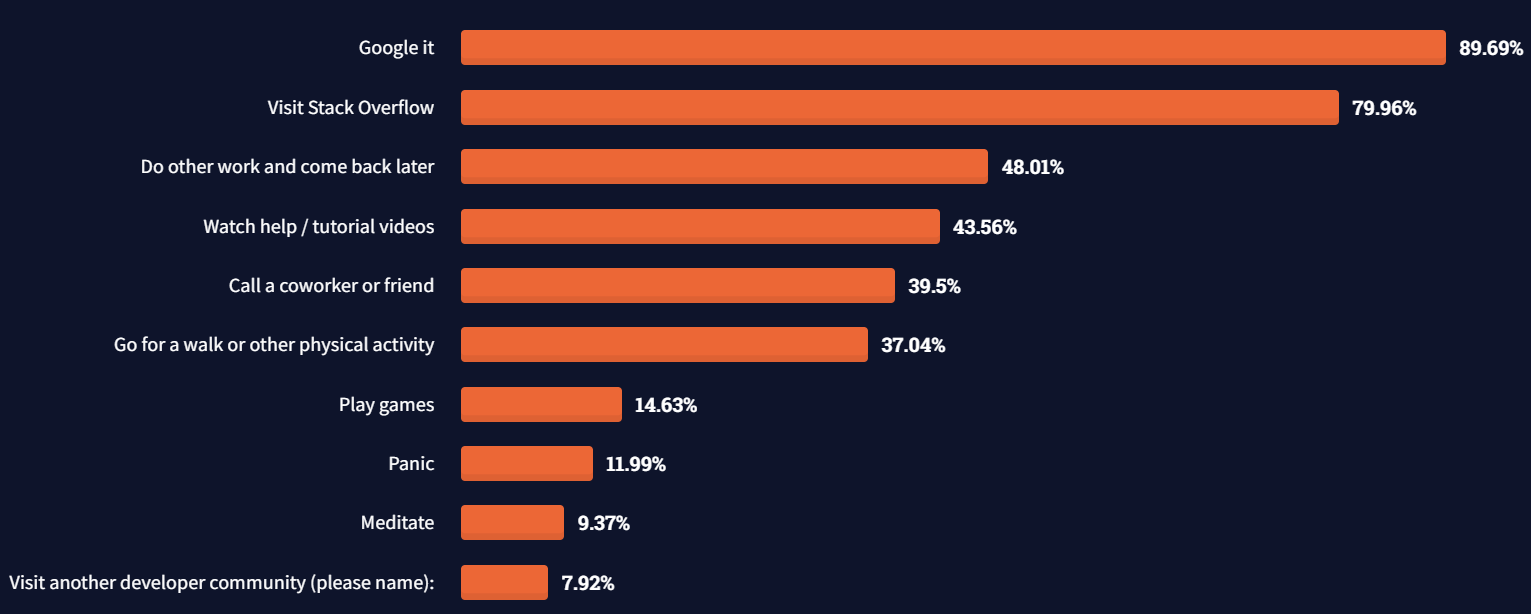 Google it 89.69%
Visit Stack Overflow 79.96%
Do other work and come back later 48.01%
Watch help / tutorial videos 43.56%
Call a coworker or friend 39.5%
Go for a walk or other physical activity 37.04%
Play games 14.63%
Panic 11.99%
Meditate 9.37%
Visit another developer community (please name): 7.92%